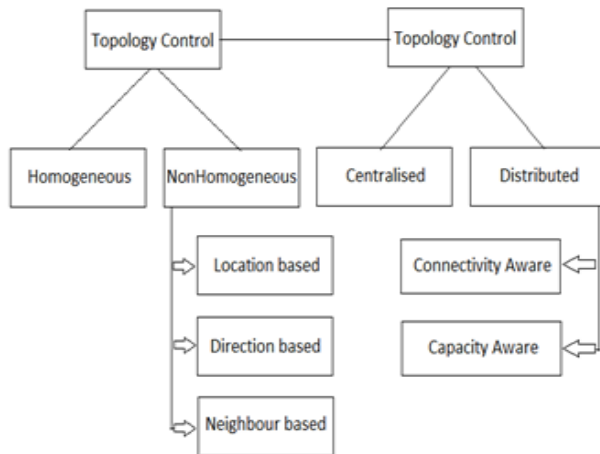 Topology Control
Topology Control
Homogeneous
NonHomogeneous
Centralised
Distributed
Location based
Connectivity Aware
Direction based
Capacity Aware
Neighbour based